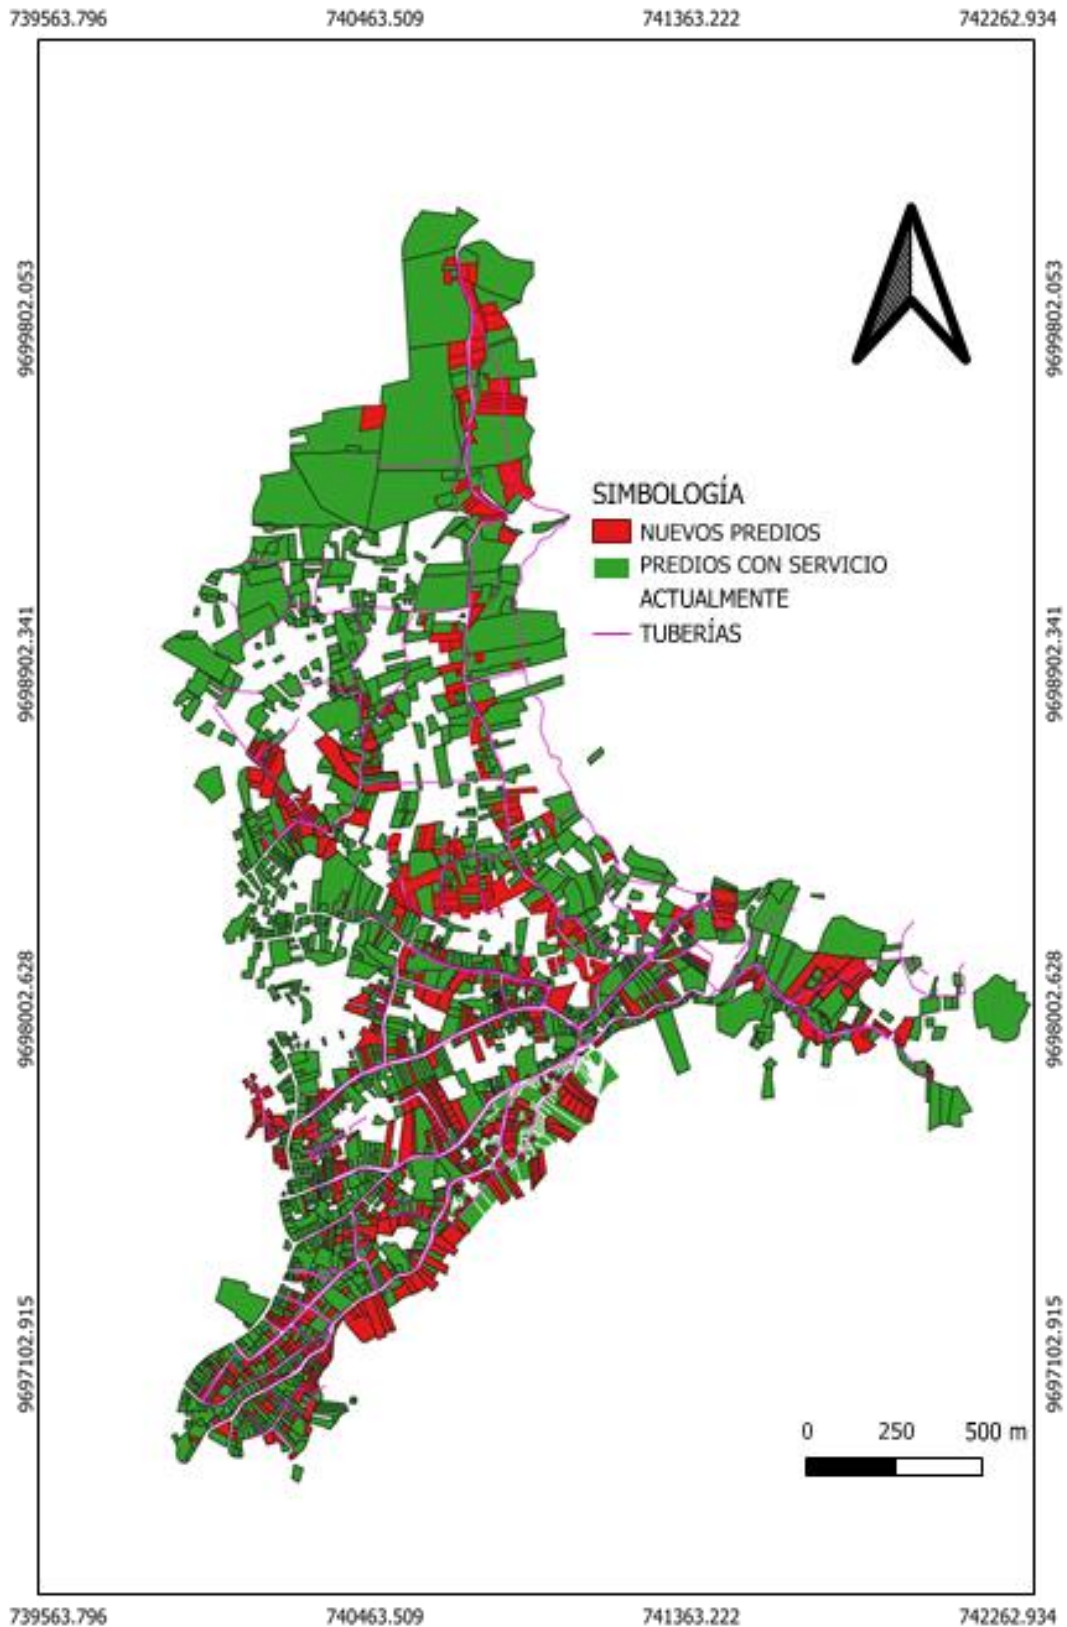 739563.796 740463.509 741363.222 742262.934
9699802.053 9699802.053
SIMBOLOGÍA
NUEVOS PREDIOS
PREDIOS CON SERVICIO
ACTUALMENTE
TUBERÍAS
9698902.341 9698902.341
9698002.628 9698002.628
9697102.915 9697102.915
0 250 500 m
739563.796 740463.509 741363.222 742262.934